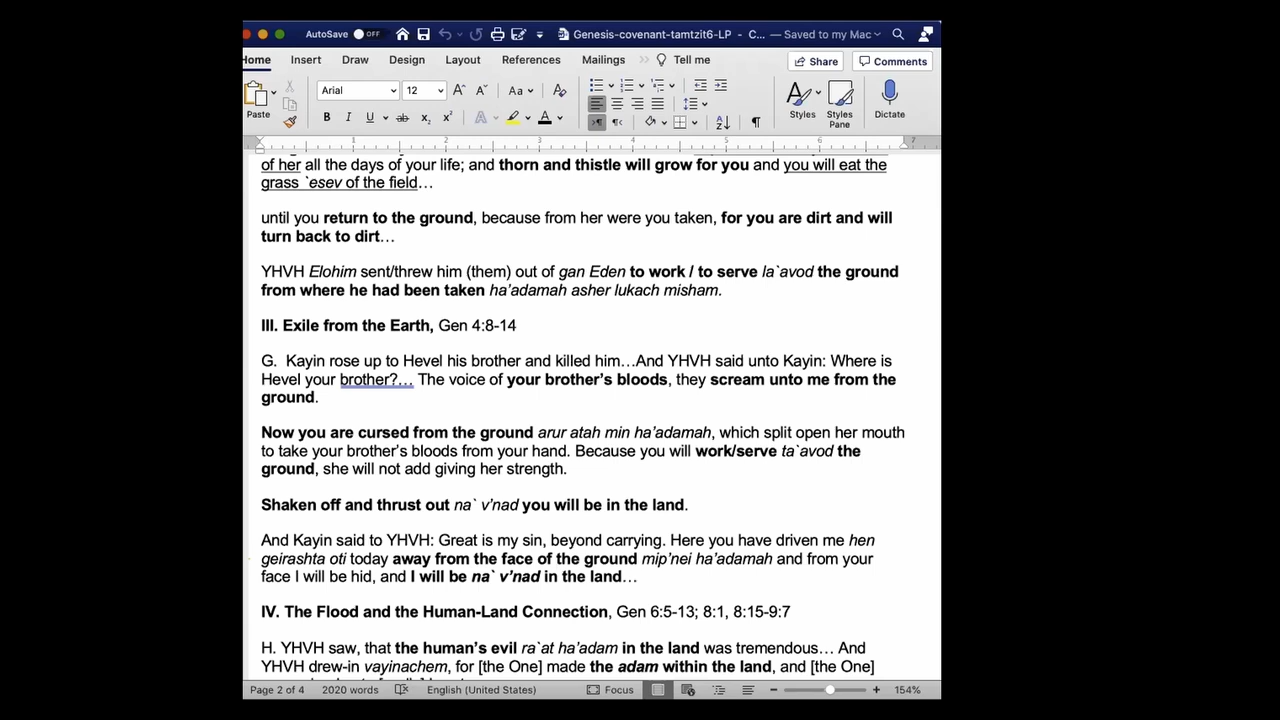 AutoSave OFF Genesis-covenant-tamtzit6-LP - C... — Saved to my Mac
Home Insert Draw Design Layout References Mailings Tell me Share Comments
Paste Arial 12 Aa Styles Styles Pane Dictate
B I U ab x₂ x² A A
1 2 3 4 5 6 7
of her all the days of your life; and thorn and thistle will grow for you and you will eat the
grass `esev of the field…
until you return to the ground, because from her were you taken, for you are dirt and will
turn back to dirt…
YHVH Elohim sent/threw him (them) out of gan Eden to work / to serve la`avod the ground
from where he had been taken ha’adamah asher lukach misham.
III. Exile from the Earth, Gen 4:8-14
G. Kayin rose up to Hevel his brother and killed him…And YHVH said unto Kayin: Where is
Hevel your brother?… The voice of your brother’s bloods, they scream unto me from the
ground.
Now you are cursed from the ground arur atah min ha’adamah, which split open her mouth
to take your brother’s bloods from your hand. Because you will work/serve ta`avod the
ground, she will not add giving her strength.
Shaken off and thrust out na` v’nad you will be in the land.
And Kayin said to YHVH: Great is my sin, beyond carrying. Here you have driven me hen
geirashta oti today away from the face of the ground mip’nei ha’adamah and from your
face I will be hid, and I will be na` v’nad in the land…
IV. The Flood and the Human-Land Connection, Gen 6:5-13; 8:1, 8:15-9:7
H. YHVH saw, that the human’s evil ra`at ha’adam in the land was tremendous… And
YHVH drew-in vayinachem, for [the One] made the adam within the land, and [the One]
Page 2 of 4 2020 words English (United States) Focus 154%